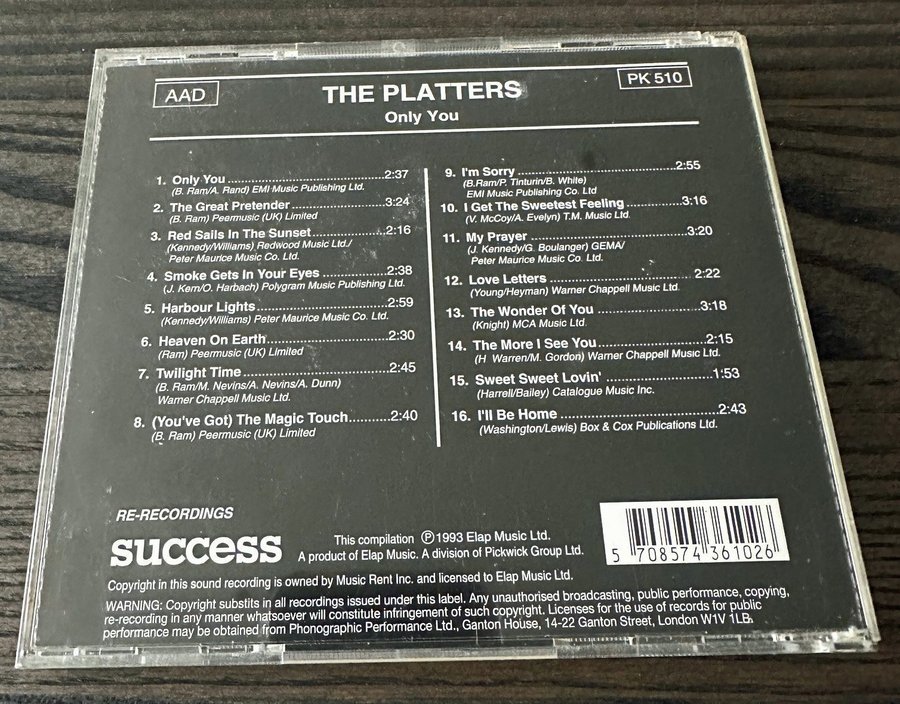 AAD
THE PLATTERS
PK 510
Only You
1. Only You ........ 2:37
(B. Ram/A. Rand) EMI Music Publishing Ltd.
2. The Great Pretender ........ 3:24
(B. Ram) Peermusic (UK) Limited
3. Red Sails In The Sunset ........ 2:16
(Kennedy/Williams) Redwood Music Ltd./
Peter Maurice Music Co. Ltd.
4. Smoke Gets In Your Eyes ........ 2:38
(J. Kern/O. Harbach) Polygram Music Publishing Ltd.
5. Harbour Lights ........ 2:59
(Kennedy/Williams) Peter Maurice Music Co. Ltd.
6. Heaven On Earth ........ 2:30
(Ram) Peermusic (UK) Limited
7. Twilight Time ........ 2:45
(B. Ram/M. Nevins/A. Nevins/A. Dunn)
Warner Chappell Music Ltd.
8. (You've Got) The Magic Touch ........ 2:40
(B. Ram) Peermusic (UK) Limited
9. I'm Sorry ........ 2:55
(B.Ram/P. Tinturin/B. White)
EMI Music Publishing Co. Ltd
10. I Get The Sweetest Feeling ........ 3:16
(V. McCoy/A. Evelyn) T.M. Music Ltd.
11. My Prayer ........ 3:20
(J. Kennedy/G. Boulanger) GEMA/
Peter Maurice Music Co. Ltd.
12. Love Letters ........ 2:22
(Young/Heyman) Warner Chappell Music Ltd.
13. The Wonder Of You ........ 3:18
(Knight) MCA Music Ltd.
14. The More I See You ........ 2:15
(H Warren/M. Gordon) Warner Chappell Music Ltd.
15. Sweet Sweet Lovin' ........ 1:53
(Harrell/Bailey) Catalogue Music Inc.
16. I'll Be Home ........ 2:43
(Washington/Lewis) Box & Cox Publications Ltd.
RE-RECORDINGS
success
This compilation Ⓟ1993 Elap Music Ltd.
A product of Elap Music. A division of Pickwick Group Ltd.
5 708574 361026
Copyright in this sound recording is owned by Music Rent Inc. and licensed to Elap Music Ltd.
WARNING: Copyright substits in all recordings issued under this label. Any unauthorised broadcasting, public performance, copying,
re-recording in any manner whatsoever will constitute infringement of such copyright. Licenses for the use of records for public
performance may be obtained from Phonographic Performance Ltd., Ganton House, 14-22 Ganton Street, London W1V 1LB.